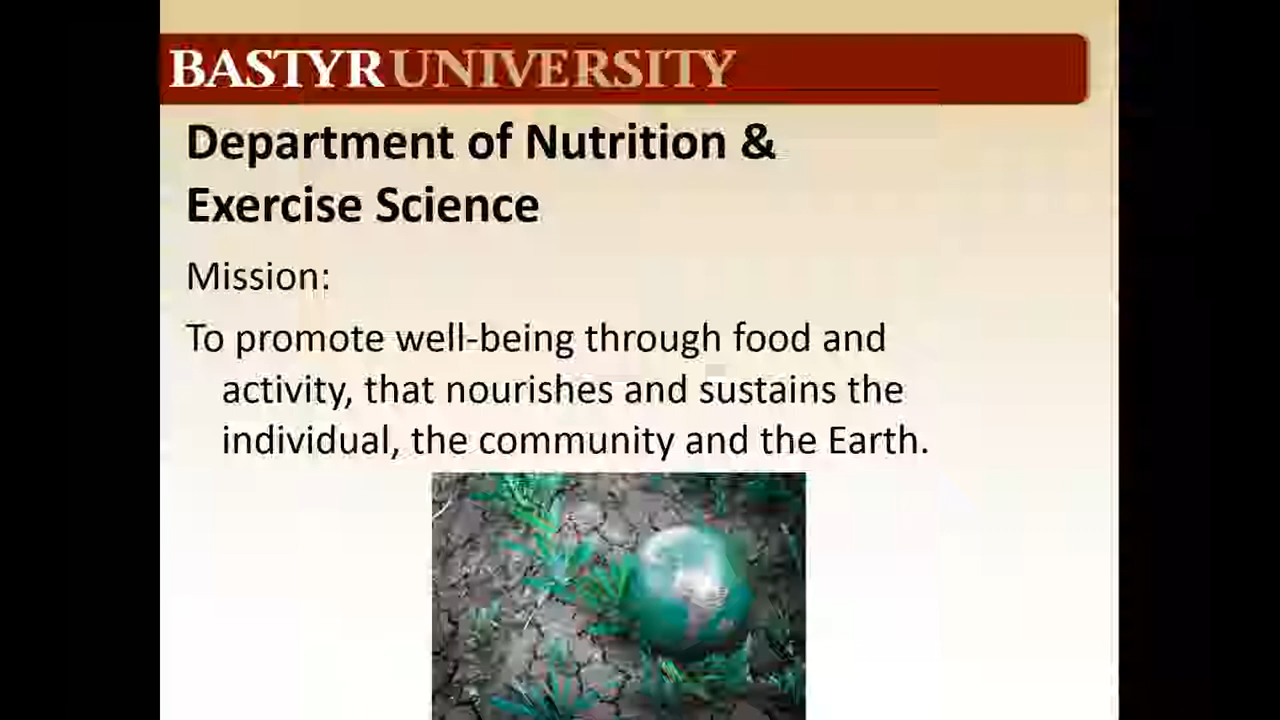 BASTYR UNIVERSITY
Department of Nutrition &
Exercise Science
Mission:
To promote well-being through food and
activity, that nourishes and sustains the
individual, the community and the Earth.